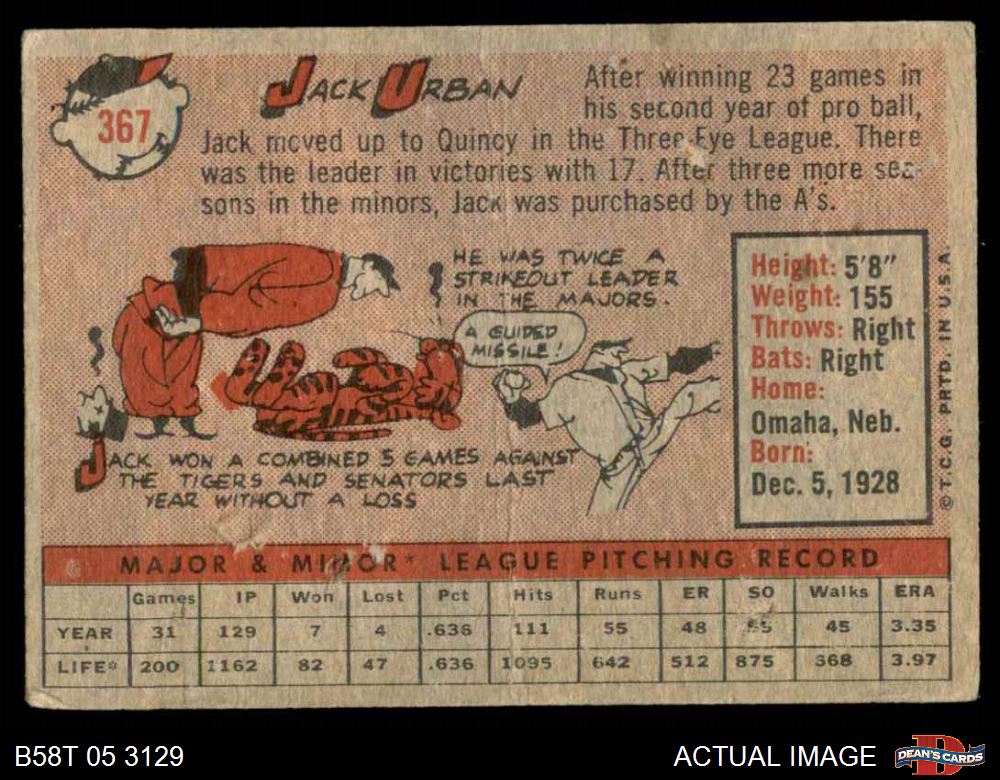 367
JACK URBAN
After winning 23 games in
his second year of pro ball,
Jack moved up to Quincy in the Three-Eye League. There
was the leader in victories with 17. After three more sea-
sons in the minors, Jack was purchased by the A's.
HE WAS TWICE A
STRIKEOUT LEADER
IN THE MAJORS.
A GUIDED
MISSILE!
JACK WON A COMBINED 5 GAMES AGAINST
THE TIGERS AND SENATORS LAST
YEAR WITHOUT A LOSS
Height: 5'8"
Weight: 155
Throws: Right
Bats: Right
Home:
Omaha, Neb.
Born:
Dec. 5, 1928
©T.C.G. PRTD. IN U.S.A.
MAJOR & MINOR* LEAGUE PITCHING RECORD
Games IP Won Lost Pct Hits Runs ER SO Walks ERA
YEAR 31 129 7 4 .636 111 55 48 45 3.35
LIFE* 200 1162 82 47 .636 1095 642 512 875 368 3.97
B58T 05 3129
ACTUAL IMAGE
DEAN'S CARDS